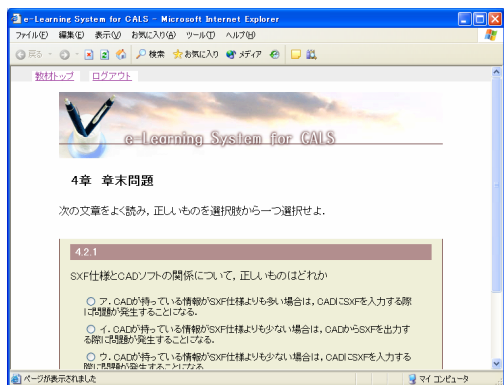 e-Learning System for CALS - Microsoft Internet Explorer
ファイル(F) 編集(E) 表示(V) お気に入り(A) ツール(T) ヘルプ(H)
戻る 検索 お気に入り メディア
教材トップ ログアウト
e-Learning System for CALS
4章 章末問題
次の文章をよく読み，正しいものを選択肢から一つ選択せよ．
4.2.1
SXF仕様とCADソフトの関係について，正しいものはどれか
ア．CADが持っている情報がSXF仕様よりも多い場合は，CADにSXFを入力する際
に問題が発生することになる．
イ．CADが持っている情報がSXF仕様よりも少ない場合は，CADからSXFを出力す
る際に問題が発生することになる．
ウ．CADが持っている情報がSXF仕様よりも少ない場合は，CADにSXFを入力する
際に問題が発生することになる．
ページが表示されました マイ コンピュータ